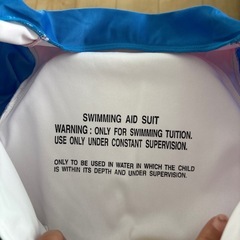 SWIMMING AID SUIT
WARNING : ONLY FOR SWIMMING TUITION.
USE ONLY UNDER CONSTANT SUPERVISION.
ONLY TO BE USED IN WATER IN WHICH THE CHILD
IS WITHIN ITS DEPTH AND UNDER SUPERVISION.